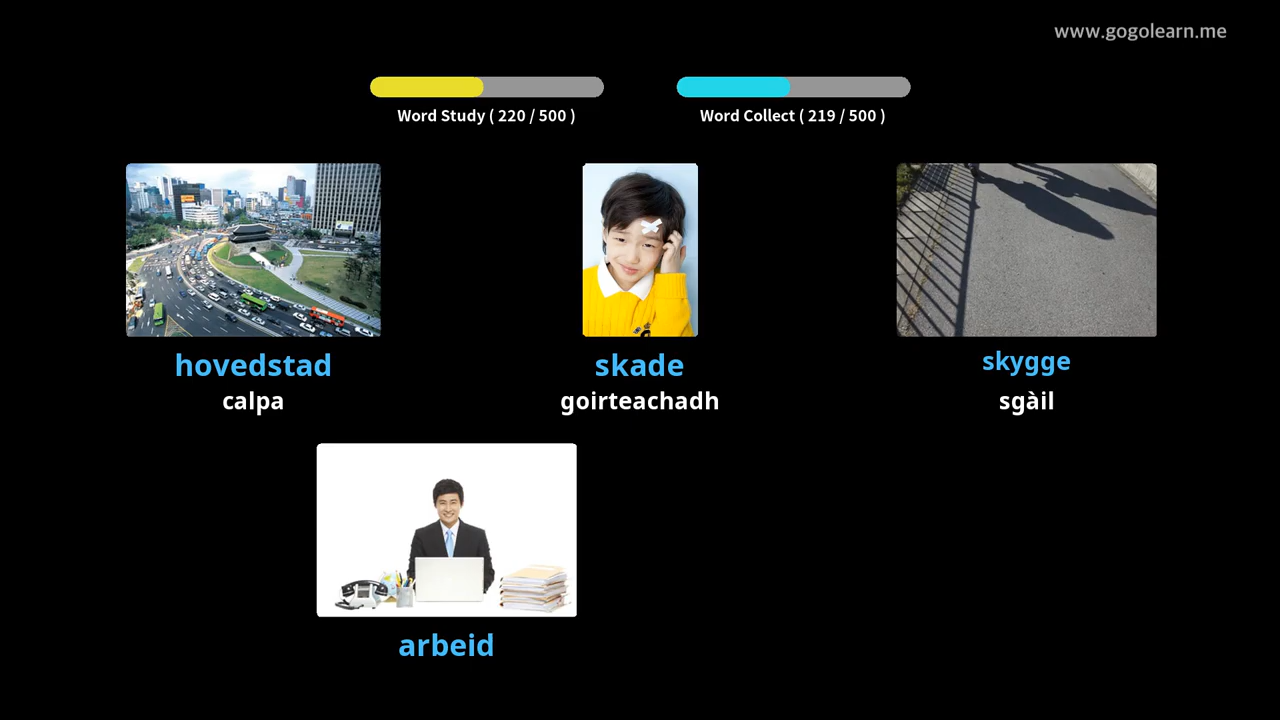 www.gogolearn.me
Word Study ( 220 / 500 )
Word Collect ( 219 / 500 )
hovedstad
skade
skygge
calpa
goirteachadh
sgàil
arbeid